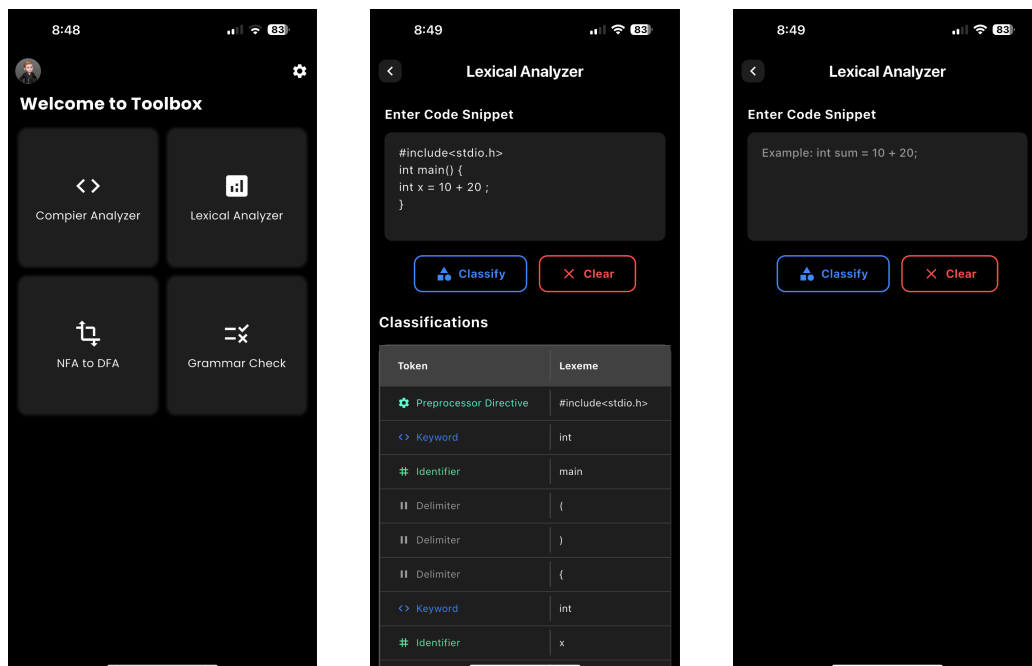 8:48
83
Welcome to Toolbox
Compier Analyzer
Lexical Analyzer
NFA to DFA
Grammar Check
8:49
83
Lexical Analyzer
Enter Code Snippet
#include<stdio.h>
int main() {
int x = 10 + 20 ;
}
Classify
Clear
Classifications
Token Lexeme
Preprocessor Directive #include<stdio.h>
Keyword int
Identifier main
Delimiter (
Delimiter )
Delimiter {
Keyword int
Identifier x
8:49
83
Lexical Analyzer
Enter Code Snippet
Example: int sum = 10 + 20;
Classify
Clear